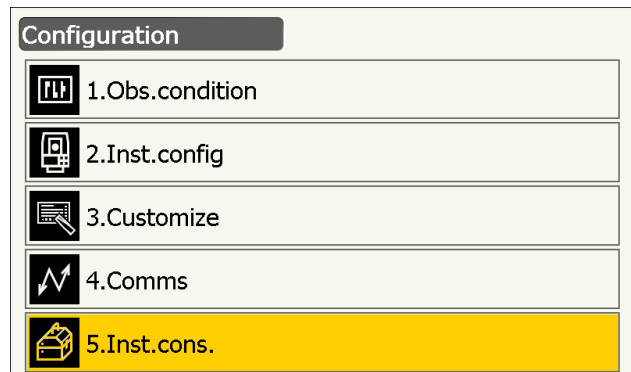 Configuration
1.Obs.condition
2.Inst.config
3.Customize
4.Comms
5.Inst.cons.